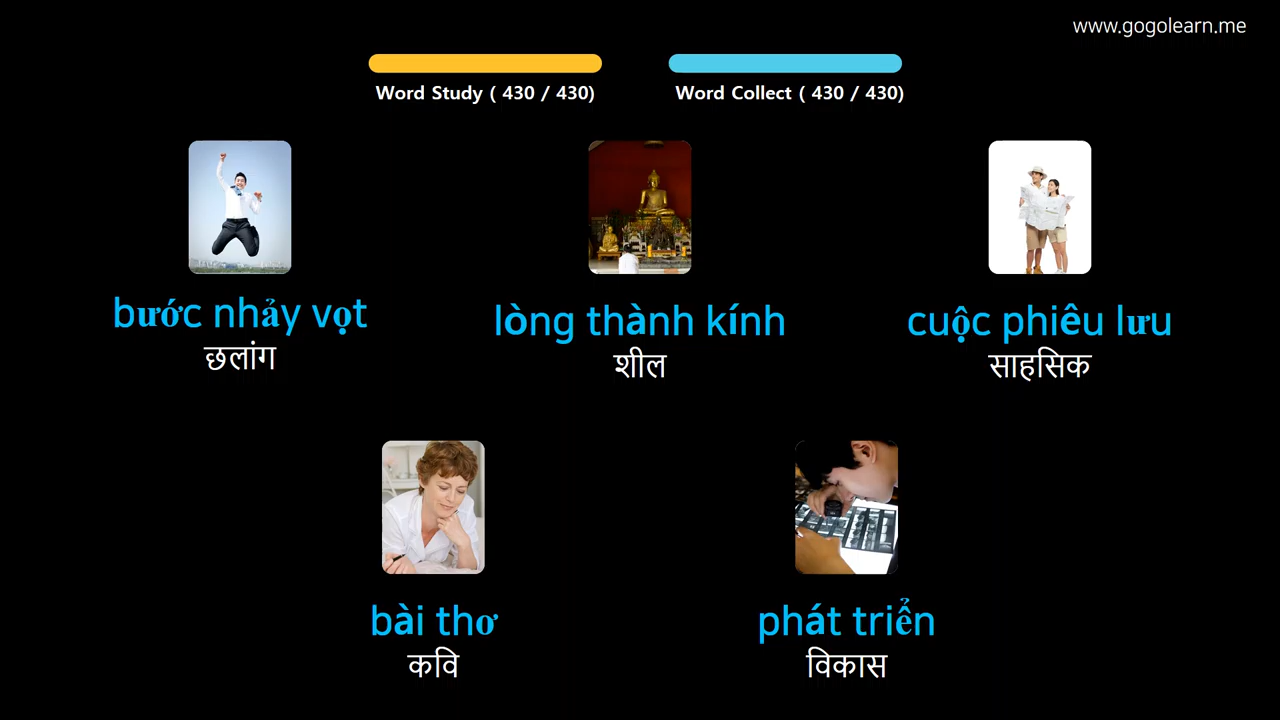 www.gogolearn.me
Word Study ( 430 / 430)
Word Collect ( 430 / 430)
bước nhảy vọt
छलांग
lòng thành kính
शील
cuộc phiêu lưu
साहसिक
bài thơ
कवि
phát triển
विकास